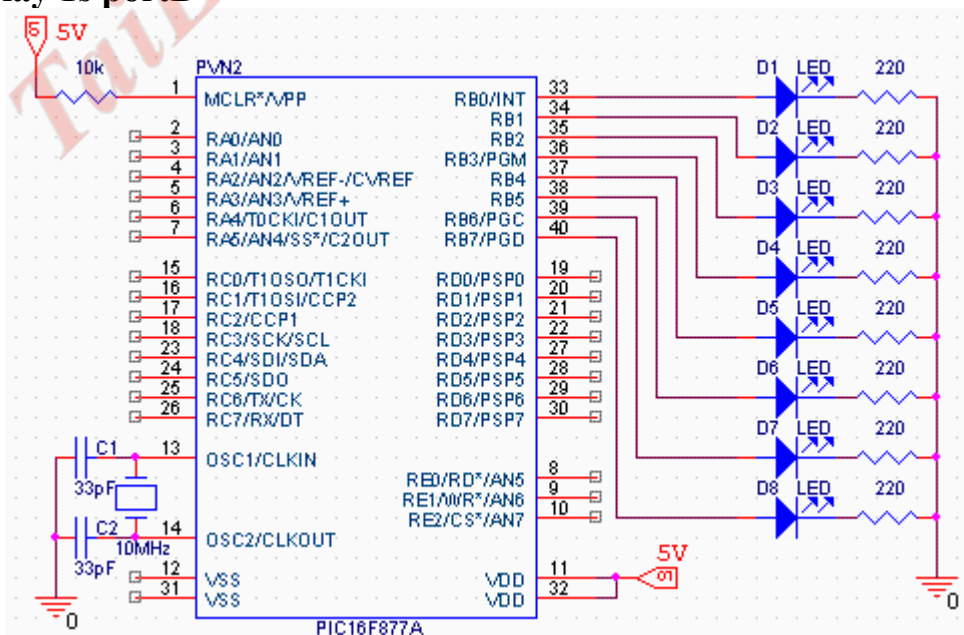 5V
10k
PVN2
1 MCLR*/VPP
2 RA0/AN0
3 RA1/AN1
4 RA2/AN2/VREF-/CVREF
5 RA3/AN3/VREF+
6 RA4/T0CKI/C1OUT
7 RA5/AN4/SS*/C2OUT
15 RC0/T1OSO/T1CKI
16 RC1/T1OSI/CCP2
17 RC2/CCP1
18 RC3/SCK/SCL
23 RC4/SDI/SDA
24 RC5/SDO
25 RC6/TX/CK
26 RC7/RX/DT
13 OSC1/CLKIN
14 OSC2/CLKOUT
12 VSS
31 VSS
C1
33pF
C2
10MHz
33pF
0
RB0/INT 33
RB1 34
RB2 35
RB3/PGM 36
RB4 37
RB5 38
RB6/PGC 39
RB7/PGD 40
RD0/PSP0 19
RD1/PSP1 20
RD2/PSP2 21
RD3/PSP3 22
RD4/PSP4 27
RD5/PSP5 28
RD6/PSP6 29
RD7/PSP7 30
RE0/RD*/AN5 8
RE1/WR*/AN6 9
RE2/CS*/AN7 10
VDD 11
VDD 32
5V
PIC16F877A
D1 LED 220
D2 LED 220
D3 LED 220
D4 LED 220
D5 LED 220
D6 LED 220
D7 LED 220
D8 LED 220
0